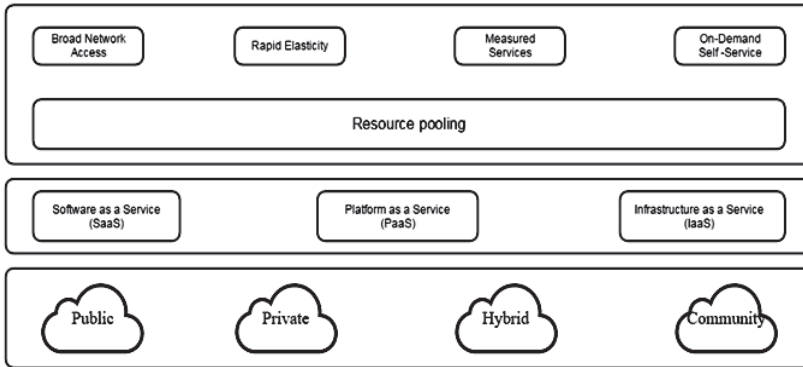 Broad Network
Access
Rapid Elasticity
Measured
Services
On-Demand
Self -Service
Resource pooling
Software as a Service
(SaaS)
Platform as a Service
(PaaS)
Infrastructure as a Service
(IaaS)
Public
Private
Hybrid
Community